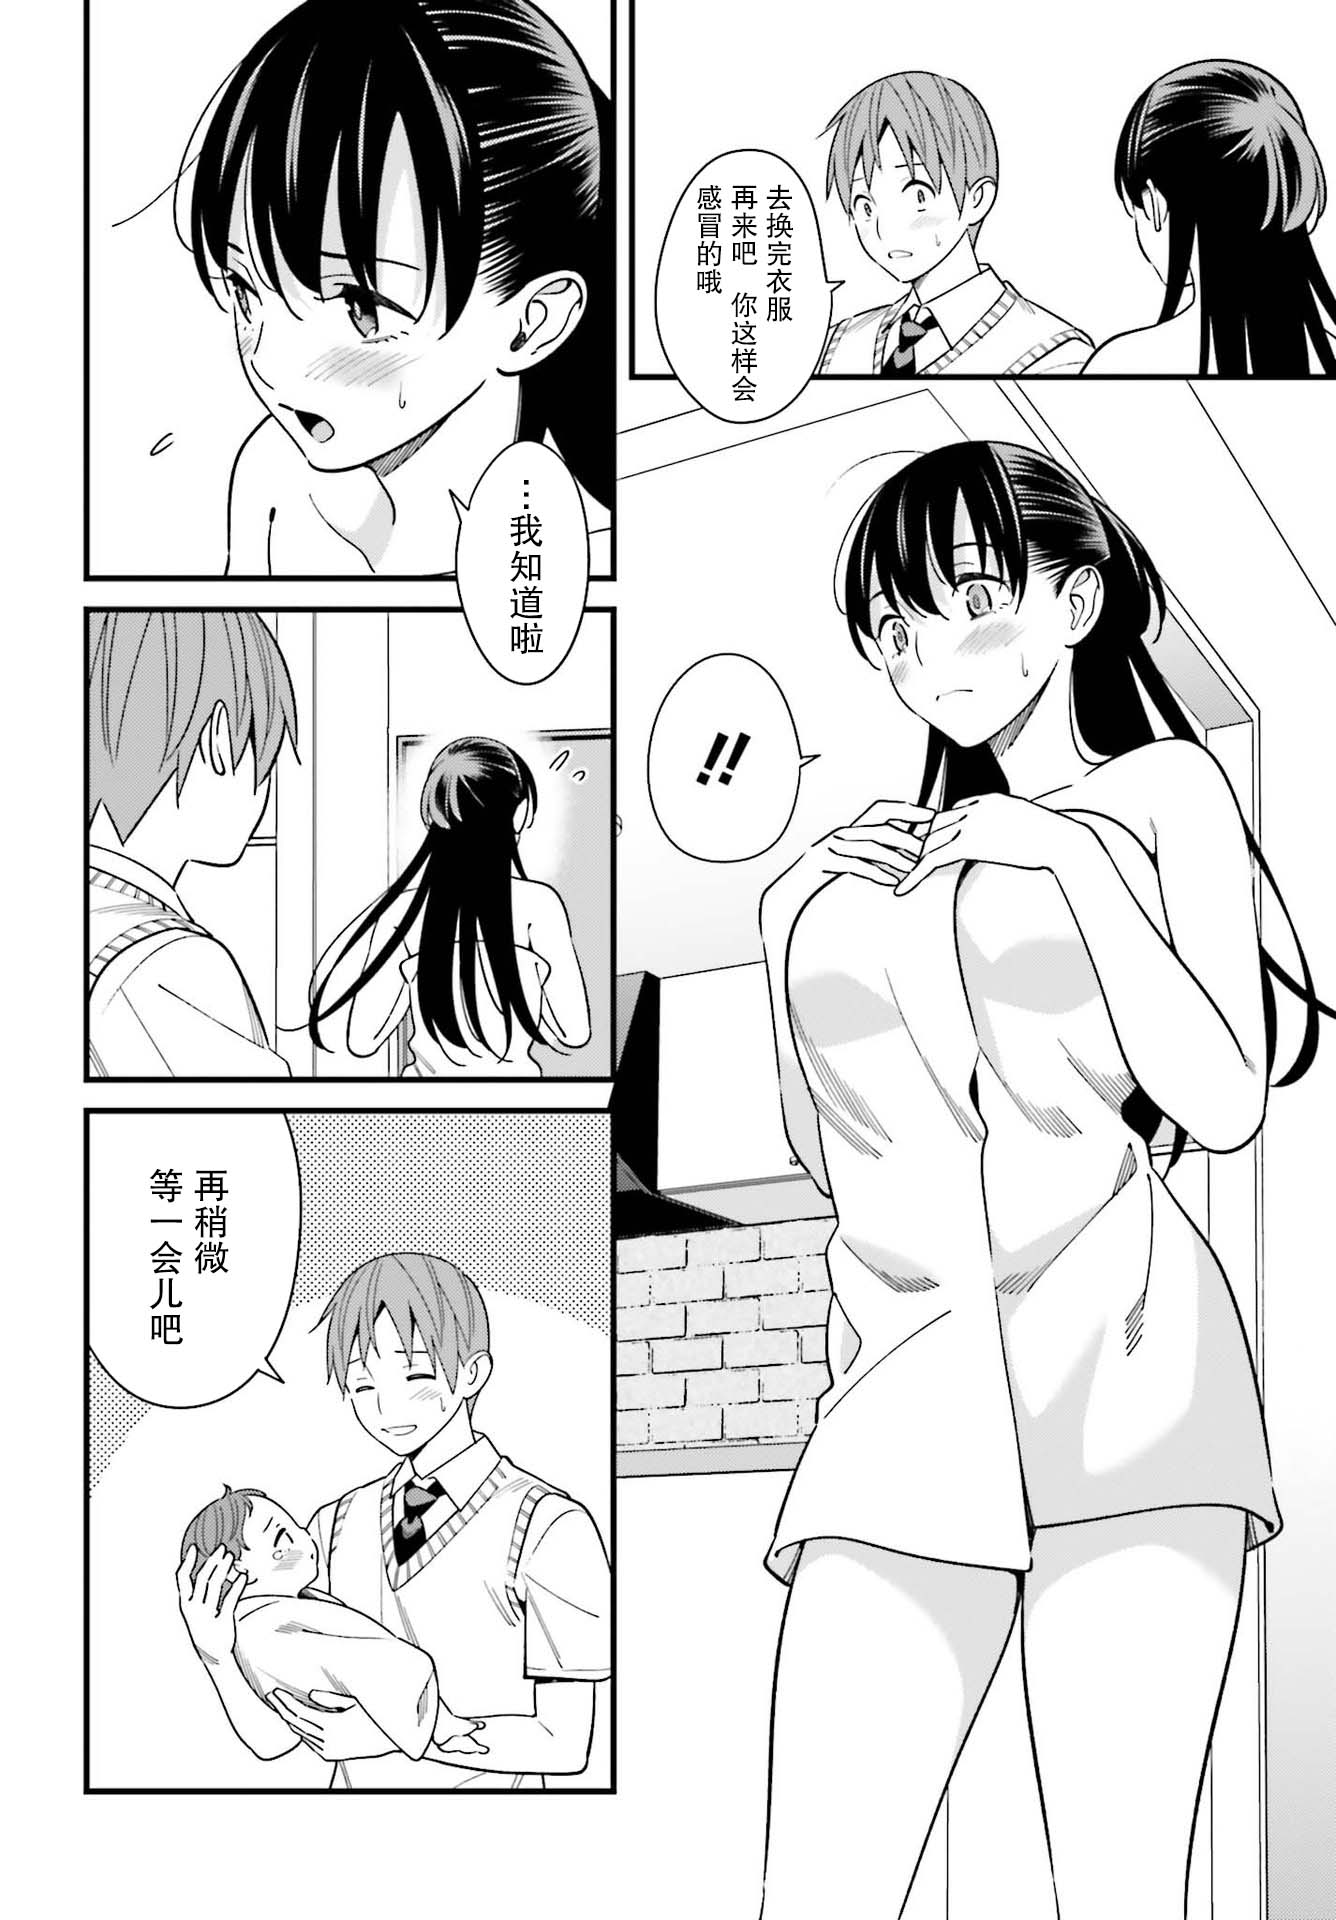 去换完衣服
再来吧 你这样会
感冒的哦
!!
…我知道啦
再稍微
等一会儿吧